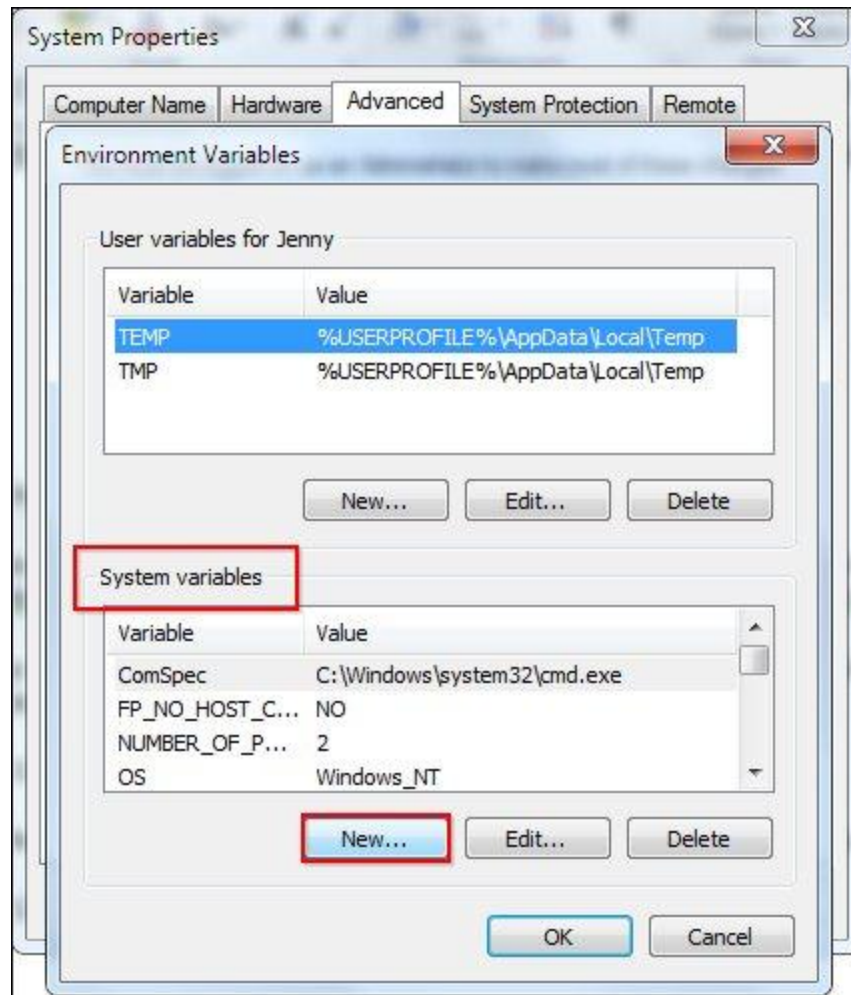 System Properties
Computer Name Hardware Advanced System Protection Remote
Environment Variables
User variables for Jenny
Variable Value
TEMP %USERPROFILE%\AppData\Local\Temp
TMP %USERPROFILE%\AppData\Local\Temp
New... Edit... Delete
System variables
Variable Value
ComSpec C:\Windows\system32\cmd.exe
FP_NO_HOST_C... NO
NUMBER_OF_P... 2
OS Windows_NT
New... Edit... Delete
OK Cancel